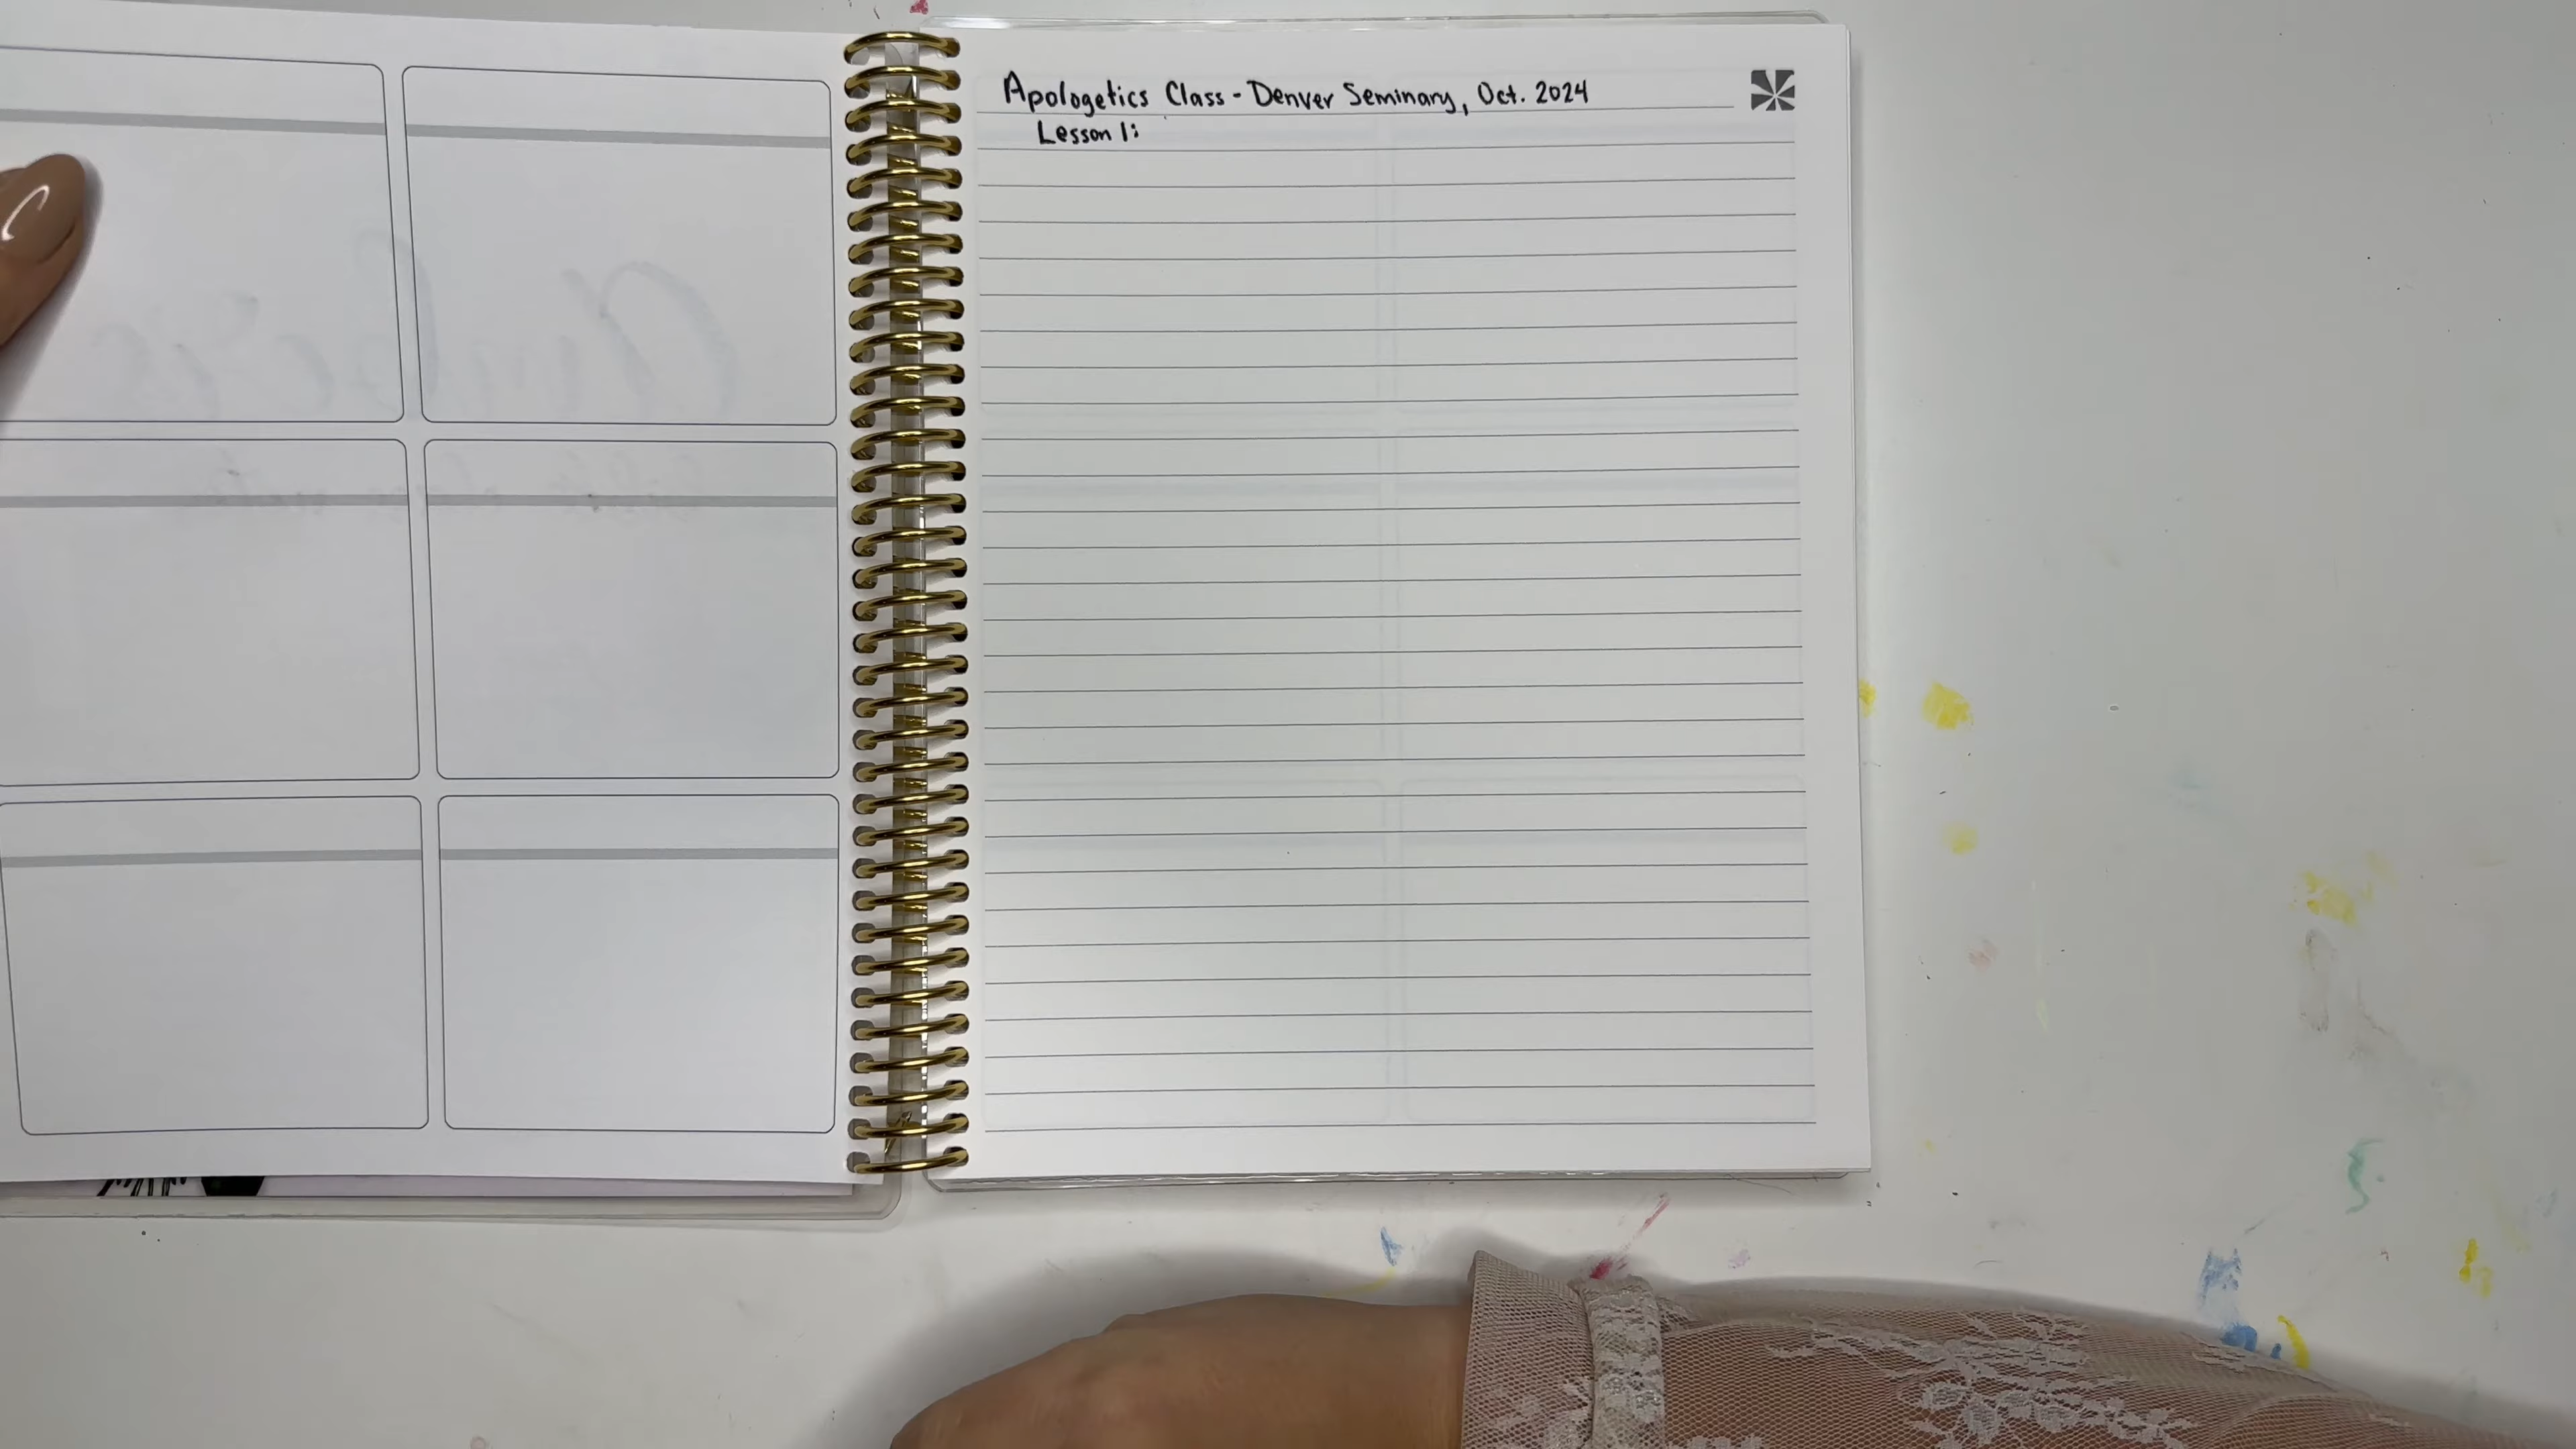 Apologetics Class - Denver Seminary, Oct. 2024
Lesson 1: